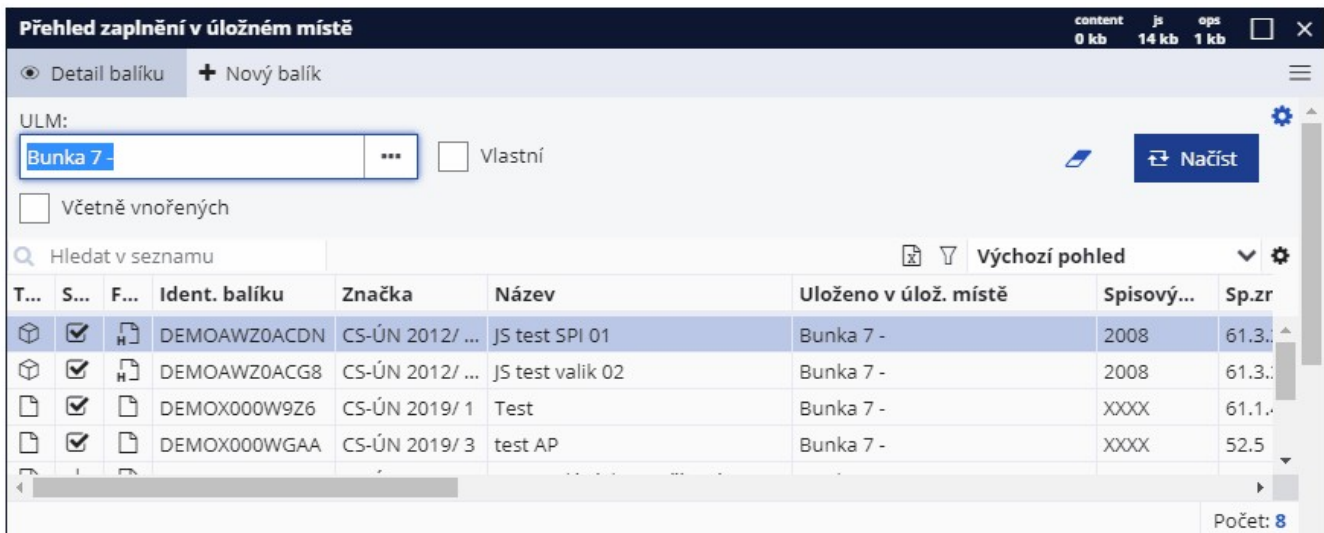 Přehled zaplnění v úložném místě content js ops
0 kb 14 kb 1 kb
Detail balíku Nový balík
ULM:
Bunka 7 - ... Vlastní Načíst
Včetně vnořených
Hledat v seznamu Výchozí pohled
T... S... F... Ident. balíku Značka Název Uloženo v úlož. místě Spisový... Sp.zr
DEMOAWZ0ACDN CS-ÚN 2012/ ... JS test SPI 01 Bunka 7 - 2008 61.3.
DEMOAWZ0ACG8 CS-ÚN 2012/ ... JS test valik 02 Bunka 7 - 2008 61.3.
DEMOX000W9Z6 CS-ÚN 2019/ 1 Test Bunka 7 - XXXX 61.1.
DEMOX000WGAA CS-ÚN 2019/ 3 test AP Bunka 7 - XXXX 52.5
Počet: 8